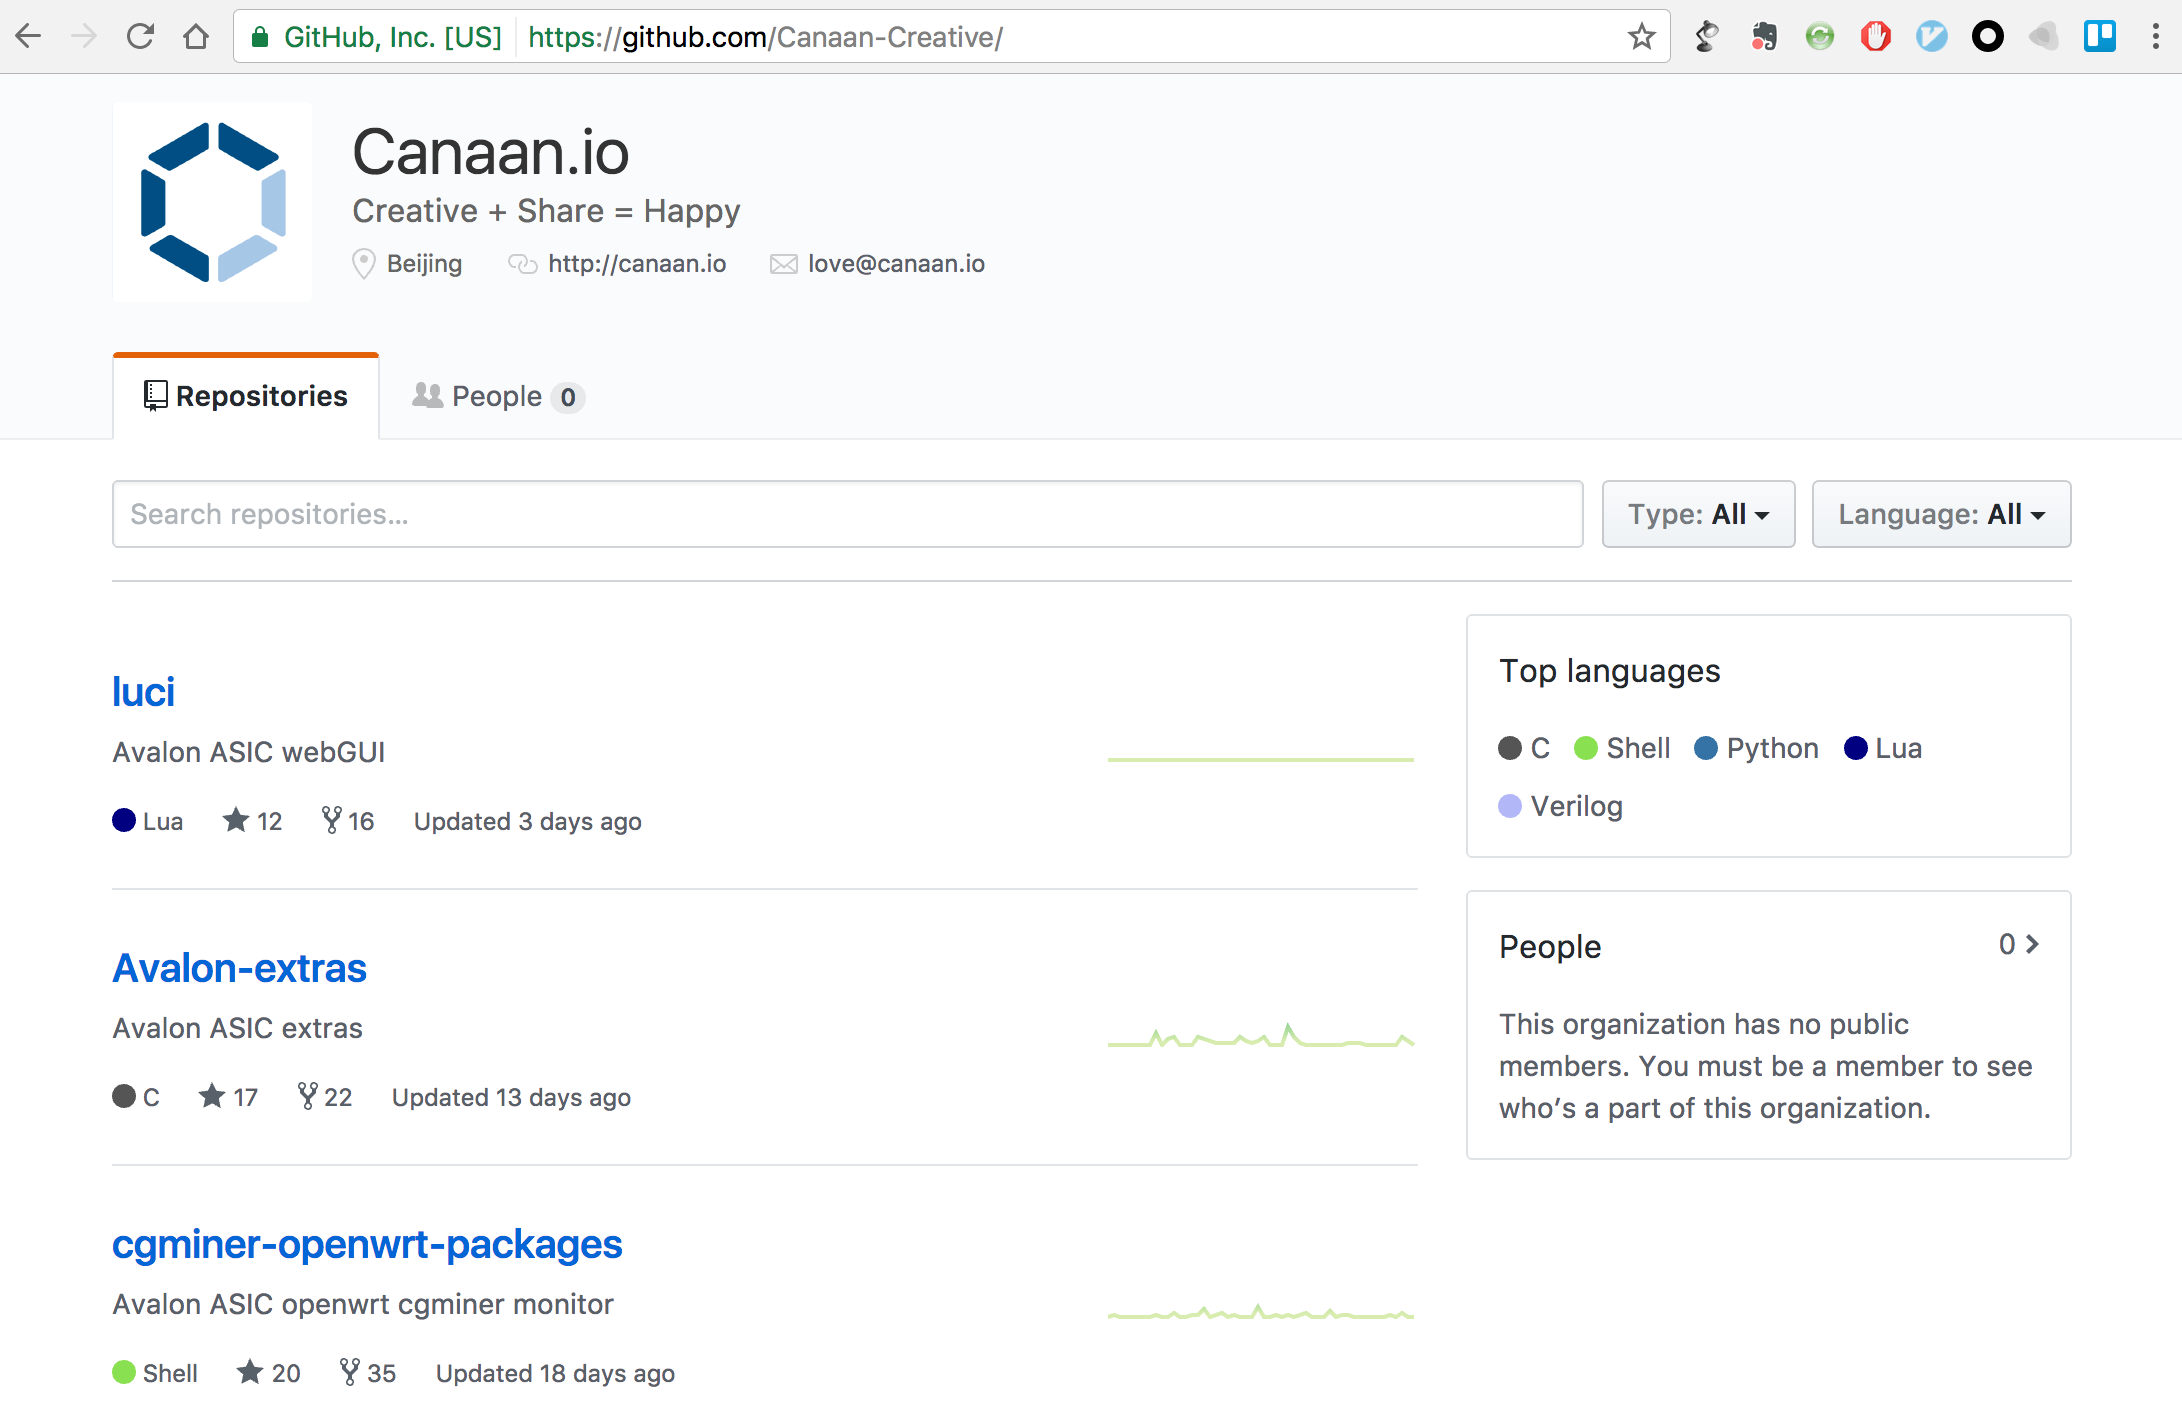 GitHub, Inc. [US] https://github.com/Canaan-Creative/
Canaan.io
Creative + Share = Happy
Beijing http://canaan.io love@canaan.io
Repositories People 0
Search repositories... Type: All Language: All
luci
Avalon ASIC webGUI
Lua 12 16 Updated 3 days ago
Avalon-extras
Avalon ASIC extras
C 17 22 Updated 13 days ago
cgminer-openwrt-packages
Avalon ASIC openwrt cgminer monitor
Shell 20 35 Updated 18 days ago
Top languages
C Shell Python Lua
Verilog
People 0
This organization has no public
members. You must be a member to see
who's a part of this organization.